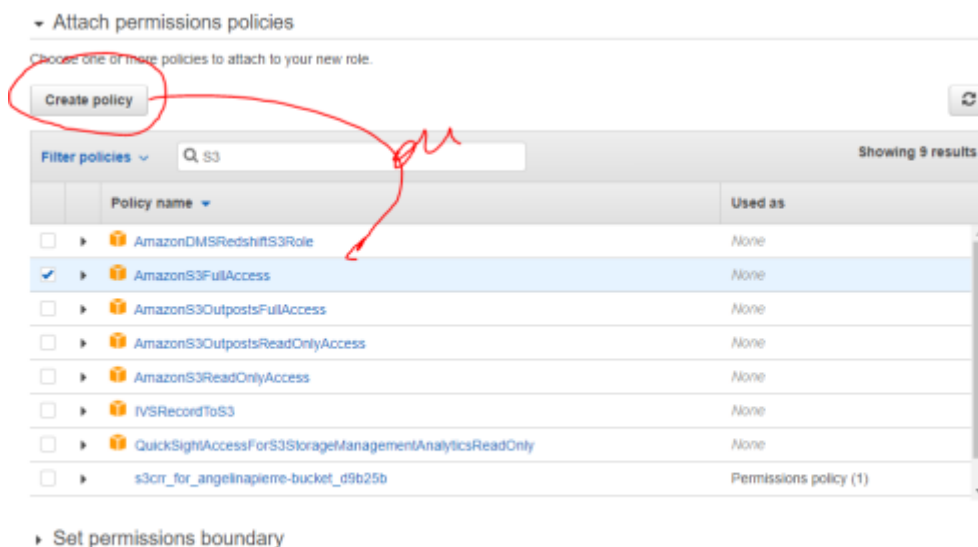 Attach permissions policies
Choose one or more policies to attach to your new role.
Create policy
Filter policies
S3
Showing 9 results
Policy name
Used as
AmazonDMSRedshiftS3Role
None
AmazonS3FullAccess
None
AmazonS3OutpostsFullAccess
None
AmazonS3OutpostsReadOnlyAccess
None
AmazonS3ReadOnlyAccess
None
IVSRecordToS3
None
QuickSightAccessForS3StorageManagementAnalyticsReadOnly
None
s3crr_for_angelinapierre-bucket_d9b25b
Permissions policy (1)
Set permissions boundary